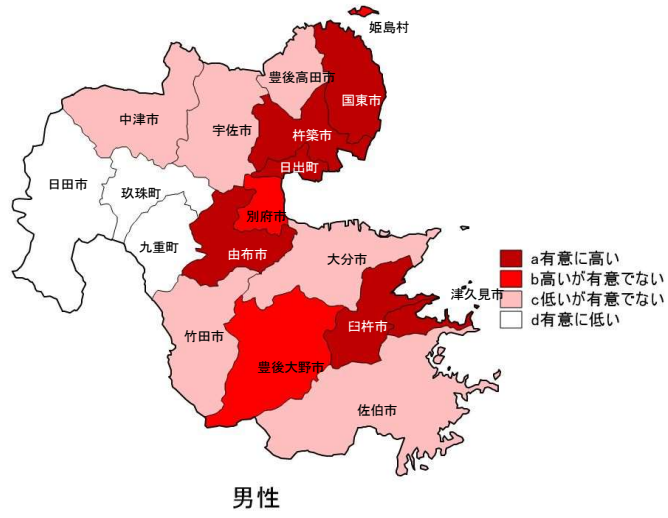 姫島村
豊後高田市
国東市
中津市
宇佐市
杵築市
日出町
日田市
玖珠町
別府市
九重町
由布市
大分市
a有意に高い
b高いが有意でない
c低いが有意でない
d有意に低い
津久見市
臼杵市
竹田市
豊後大野市
佐伯市
男性